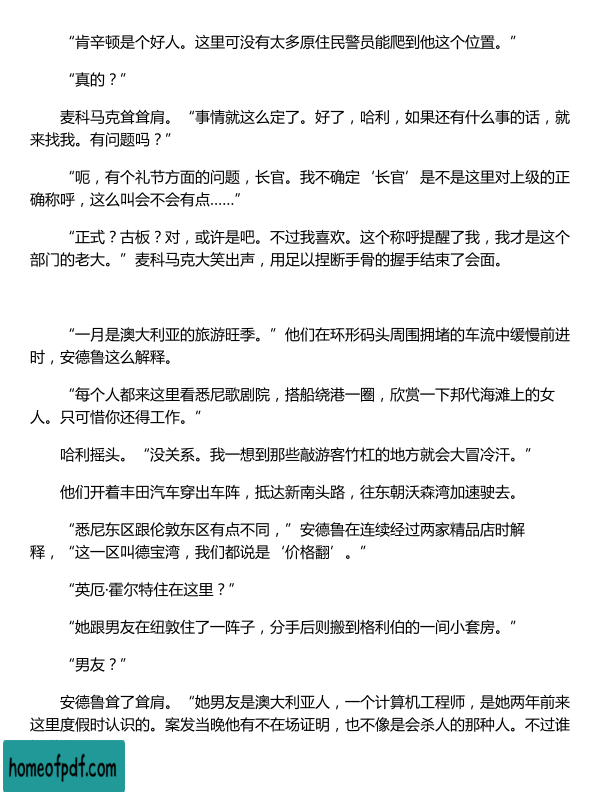 “肯辛顿是个好人。这里可没有太多原住民警员能爬到他这个位置。”
“真的？”
麦科马克耸耸肩。“事情就这么定了。好了，哈利，如果还有什么事的话，就
来找我。有问题吗？”
“呃，有个礼节方面的问题，长官。我不确定‘长官’是不是这里对上级的正
确称呼，这么叫会不会有点……”
“正式？古板？对，或许是吧。不过我喜欢。这个称呼提醒了我，我才是这个
部门的老大。”麦科马克大笑出声，用足以捏断手骨的握手结束了会面。
“一月是澳大利亚的旅游旺季。”他们在环形码头周围拥堵的车流中缓慢前进
时，安德鲁这么解释。
“每个人都来这里看悉尼歌剧院，搭船绕港一圈，欣赏一下邦代海滩上的女
人。只可惜你还得工作。”
哈利摇头。“没关系。我一想到那些敲游客竹杠的地方就会大冒冷汗。”
他们开着丰田汽车穿出车阵，抵达新南头路，往东朝沃森湾加速驶去。
“悉尼东区跟伦敦东区有点不同，”安德鲁在连续经过两家精品店时解
释，“这一区叫德宝湾，我们都说是‘价格翻’。”
“英厄·霍尔特住在这里？”
“她跟男友在纽敦住了一阵子，分手后则搬到格利伯的一间小套房。”
“男友？”
安德鲁耸了耸肩。“她男友是澳大利亚人，一个计算机工程师，是她两年前来
这里度假时认识的。案发当晚他有不在场证明，也不像是会杀人的那种人。不过谁
homeofpdf.com